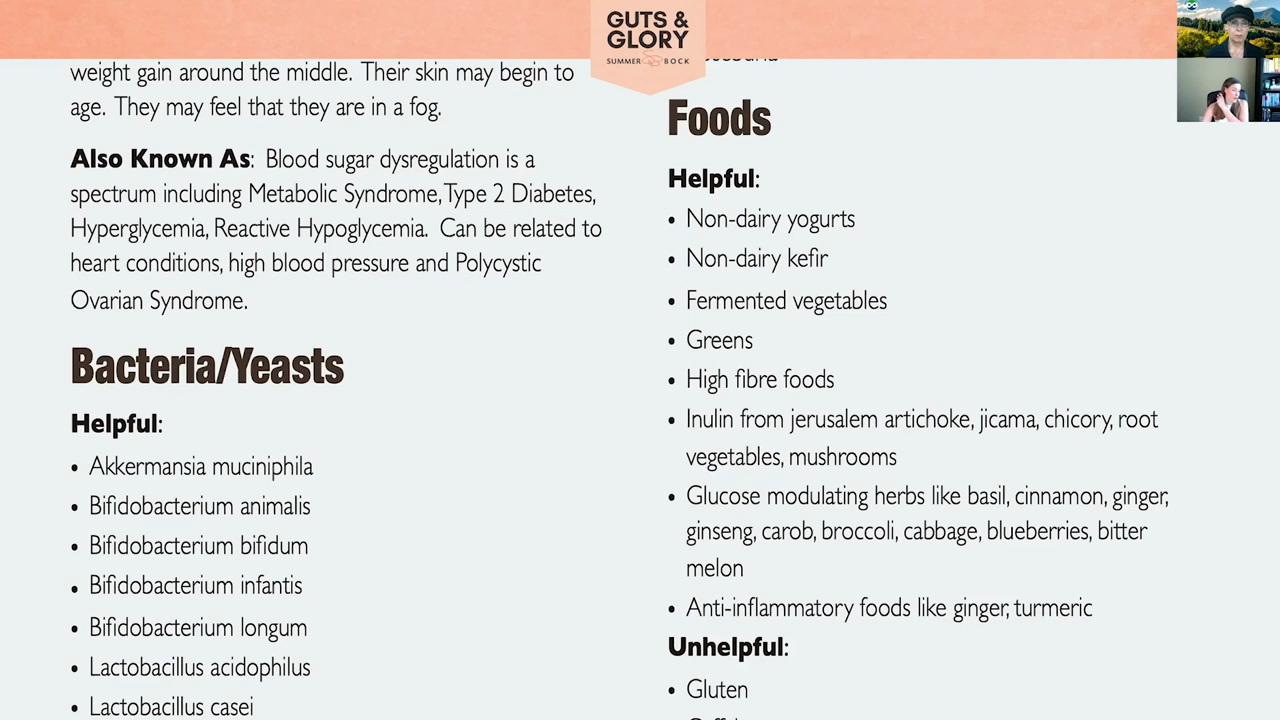 GUTS &
GLORY
SUMMER BOCK
weight gain around the middle. Their skin may begin to
age. They may feel that they are in a fog.
Also Known As: Blood sugar dysregulation is a
spectrum including Metabolic Syndrome, Type 2 Diabetes,
Hyperglycemia, Reactive Hypoglycemia. Can be related to
heart conditions, high blood pressure and Polycystic
Ovarian Syndrome.
Bacteria/Yeasts
Helpful:
• Akkermansia muciniphila
• Bifidobacterium animalis
• Bifidobacterium bifidum
• Bifidobacterium infantis
• Bifidobacterium longum
• Lactobacillus acidophilus
• Lactobacillus casei
Foods
Helpful:
• Non-dairy yogurts
• Non-dairy kefir
• Fermented vegetables
• Greens
• High fibre foods
• Inulin from jerusalem artichoke, jicama, chicory, root
vegetables, mushrooms
• Glucose modulating herbs like basil, cinnamon, ginger,
ginseng, carob, broccoli, cabbage, blueberries, bitter
melon
• Anti-inflammatory foods like ginger, turmeric
Unhelpful:
• Gluten